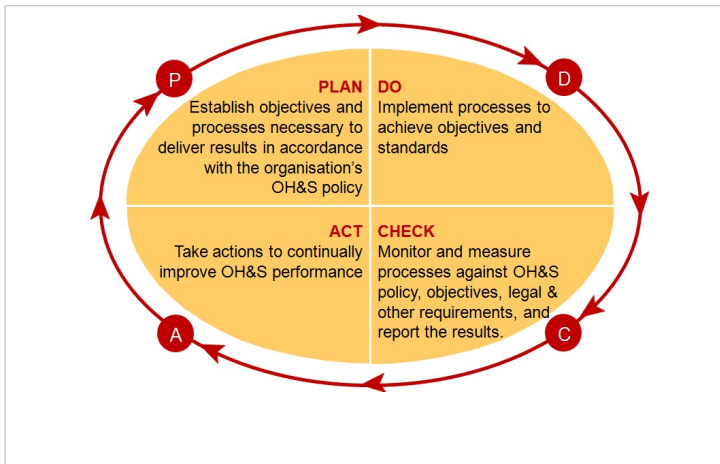 P
D
PLAN
Establish objectives and
processes necessary to
deliver results in accordance
with the organisation's
OH&S policy
DO
Implement processes to
achieve objectives and
standards
ACT
Take actions to continually
improve OH&S performance
CHECK
Monitor and measure
processes against OH&S
policy, objectives, legal &
other requirements, and
report the results.
A
C